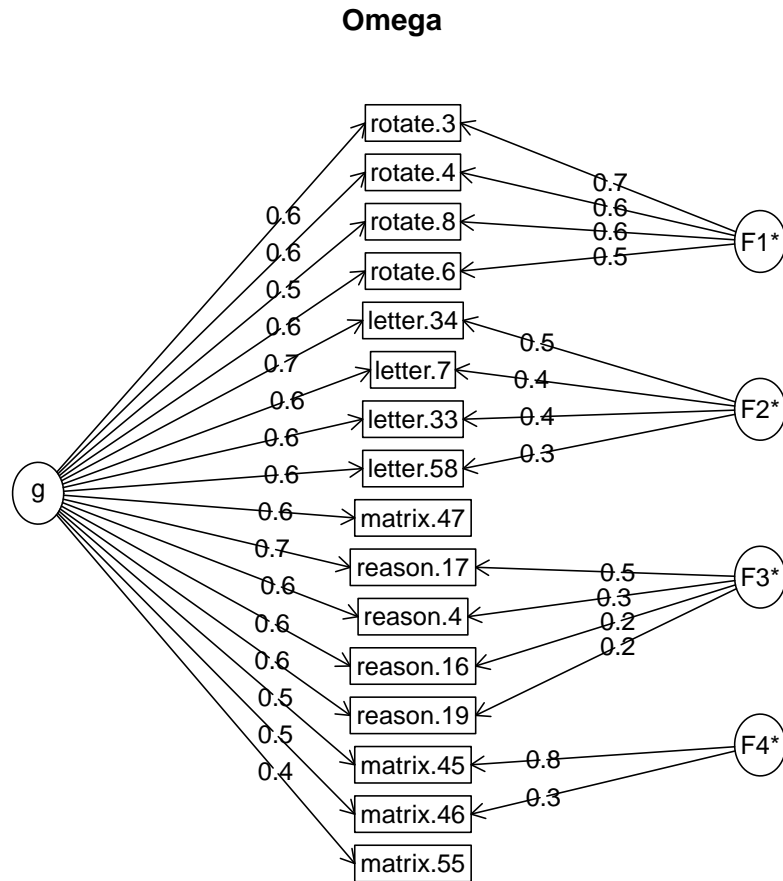 Omega
rotate.3
rotate.4
rotate.8
rotate.6
letter.34
letter.7
letter.33
letter.58
matrix.47
reason.17
reason.4
reason.16
reason.19
matrix.45
matrix.46
matrix.55
g
0.6
0.6
0.5
0.6
0.7
0.6
0.6
0.6
0.6
0.7
0.6
0.6
0.6
0.5
0.5
0.4
F1*
0.7
0.6
0.6
0.5
F2*
0.5
0.4
0.4
0.3
F3*
0.5
0.3
0.2
0.2
F4*
0.8
0.3